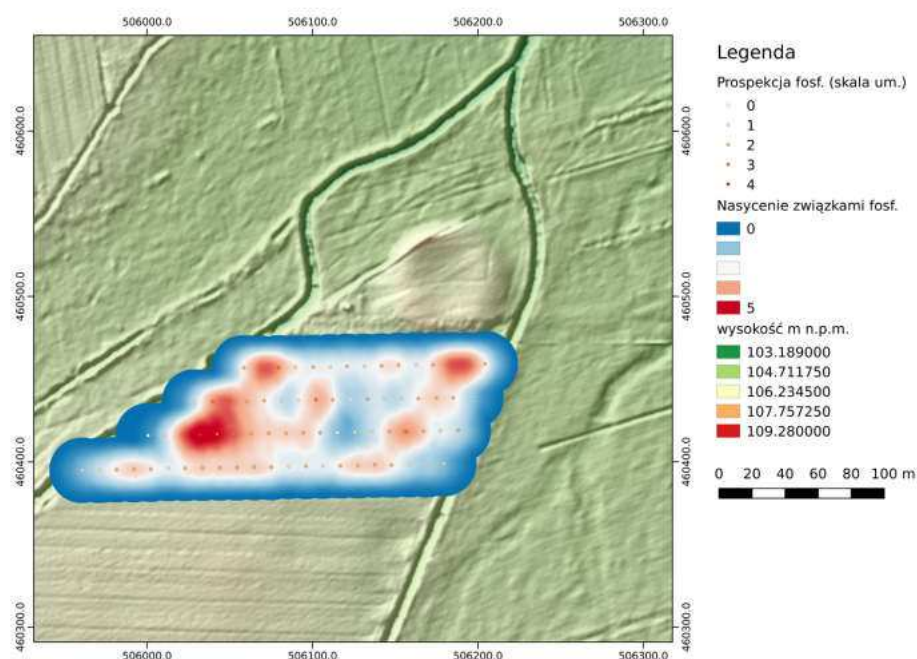 506000.0 506100.0 506200.0 506300.0
460600.0 460600.0
460500.0 460500.0
460400.0 460400.0
460300.0 460300.0
506000.0 506100.0 506200.0 506300.0
Legenda
Prospekcja fosf. (skala um.)
0
1
2
3
4
Nasycenie związkami fosf.
0
5
wysokość m n.p.m.
103.189000
104.711750
106.234500
107.757250
109.280000
0 20 40 60 80 100 m